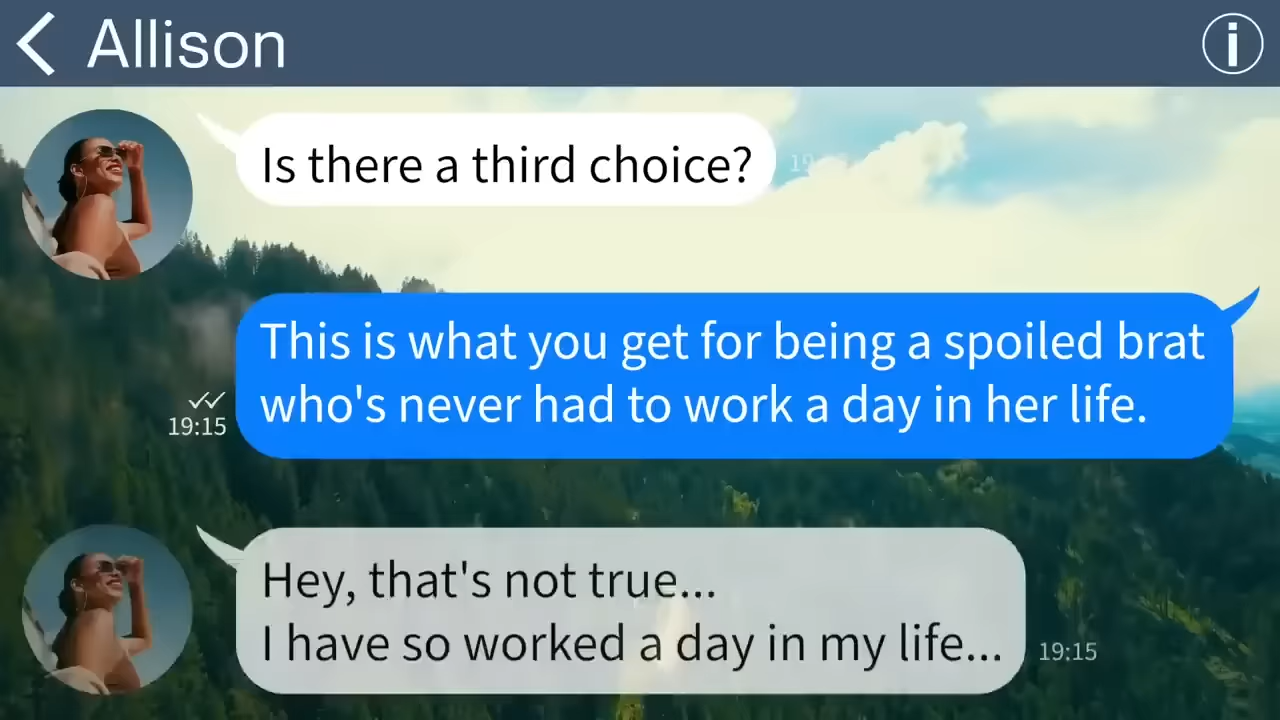 Allison
Is there a third choice?
This is what you get for being a spoiled brat
who's never had to work a day in her life.
19:15
Hey, that's not true...
I have so worked a day in my life...
19:15